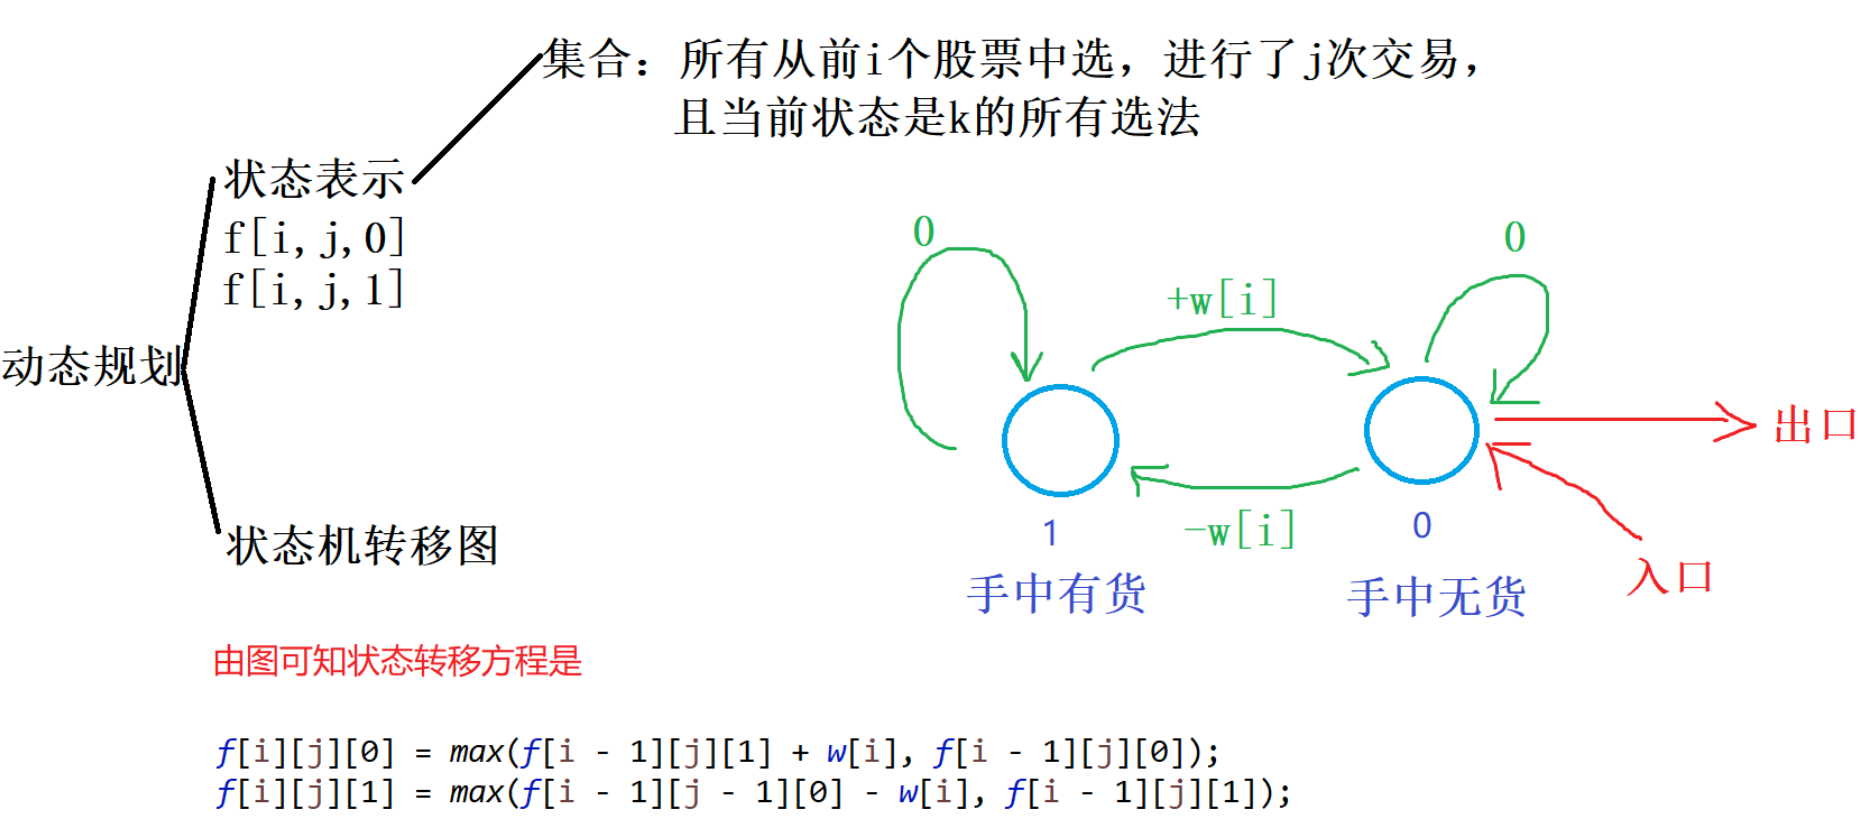 集合：所有从前i个股票中选，进行了j次交易，
且当前状态是k的所有选法
状态表示
f[i,j,0]
f[i,j,1]
动态规划
状态机转移图
0
0
+w[i]
-w[i]
1
0
手中有货
手中无货
出口
入口
由图可知状态转移方程是
f[i][j][0] = max(f[i - 1][j][1] + w[i], f[i - 1][j][0]);
f[i][j][1] = max(f[i - 1][j - 1][0] - w[i], f[i - 1][j][1]);